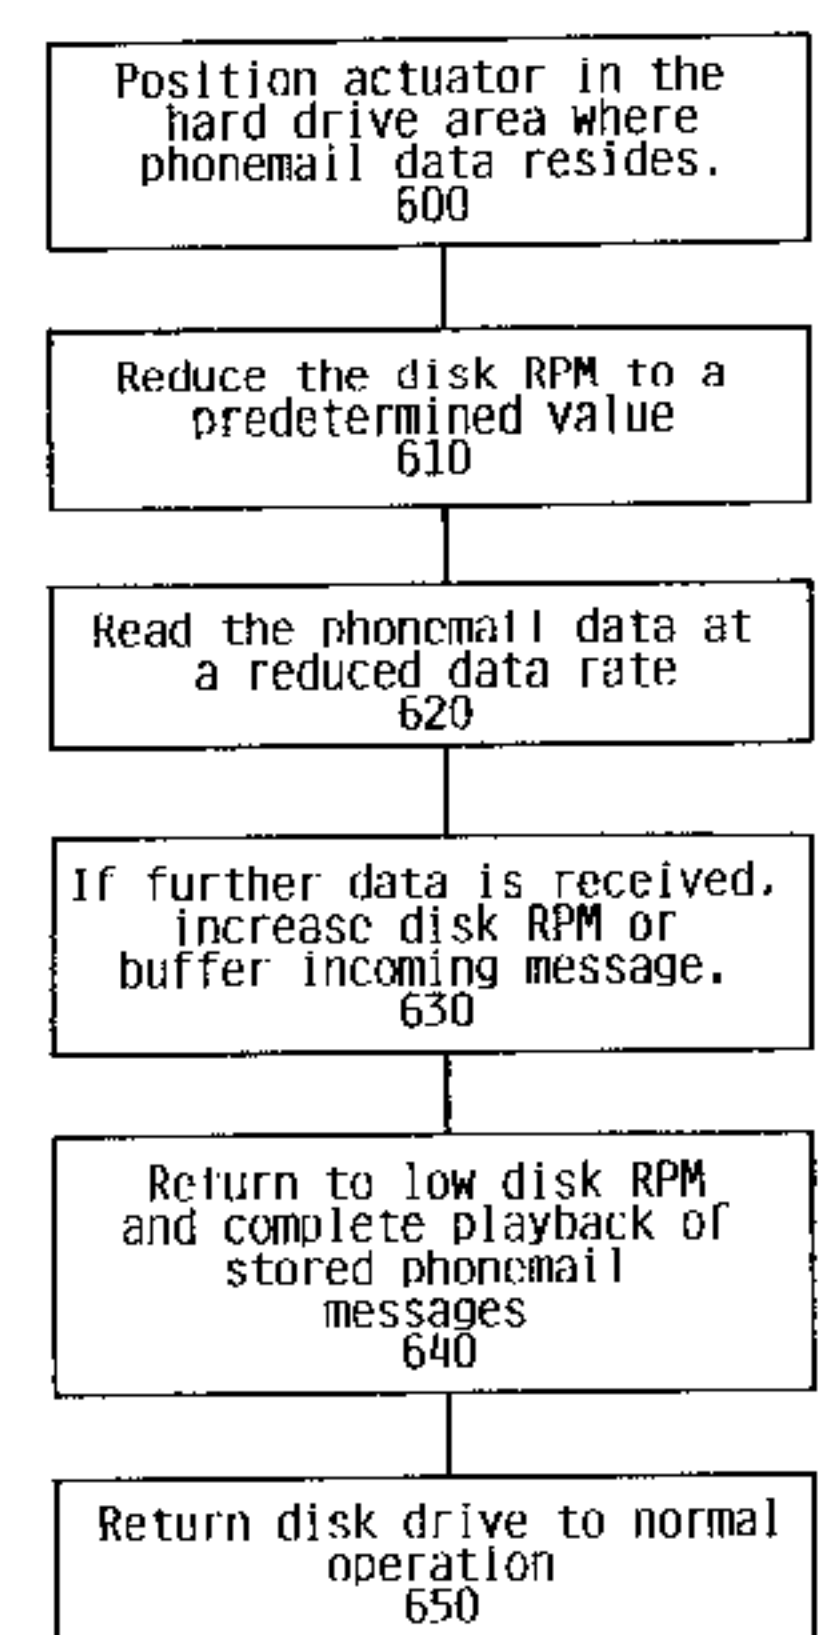 Position actuator in the
hard drive area where
phonemail data resides.
600
Reduce the disk RPM to a
predetermined value
610
Read the phonemail data at
a reduced data rate
620
If further data is received,
increase disk RPM or
buffer incoming message.
630
Return to low disk RPM
and complete playback of
stored phonemail
messages
640
Return disk drive to normal
operation
650